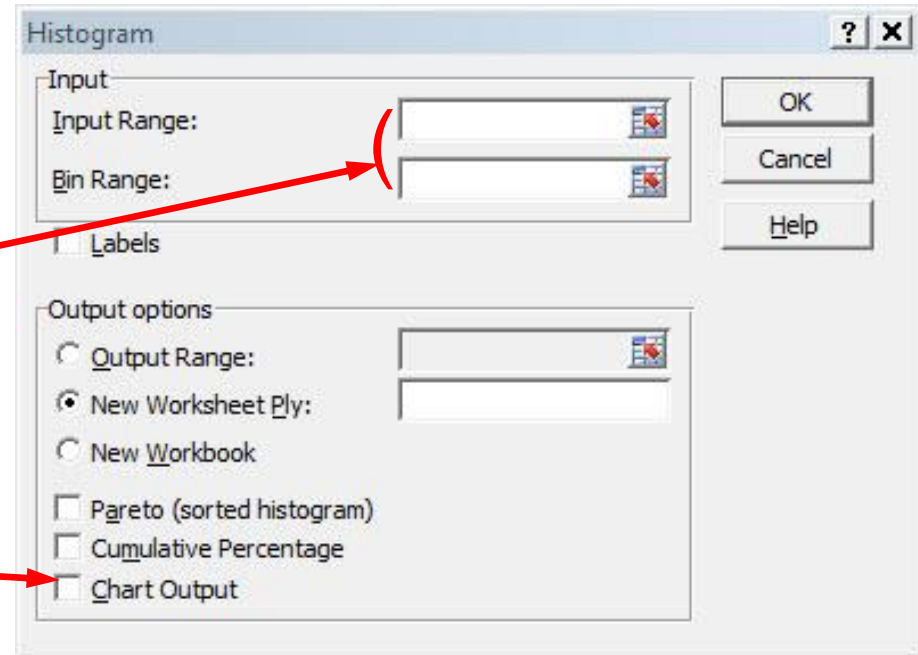 Histogram
Input
Input Range:
Bin Range:
Labels
OK
Cancel
Help
Output options
Output Range:
New Worksheet Ply:
New Workbook
Pareto (sorted histogram)
Cumulative Percentage
Chart Output